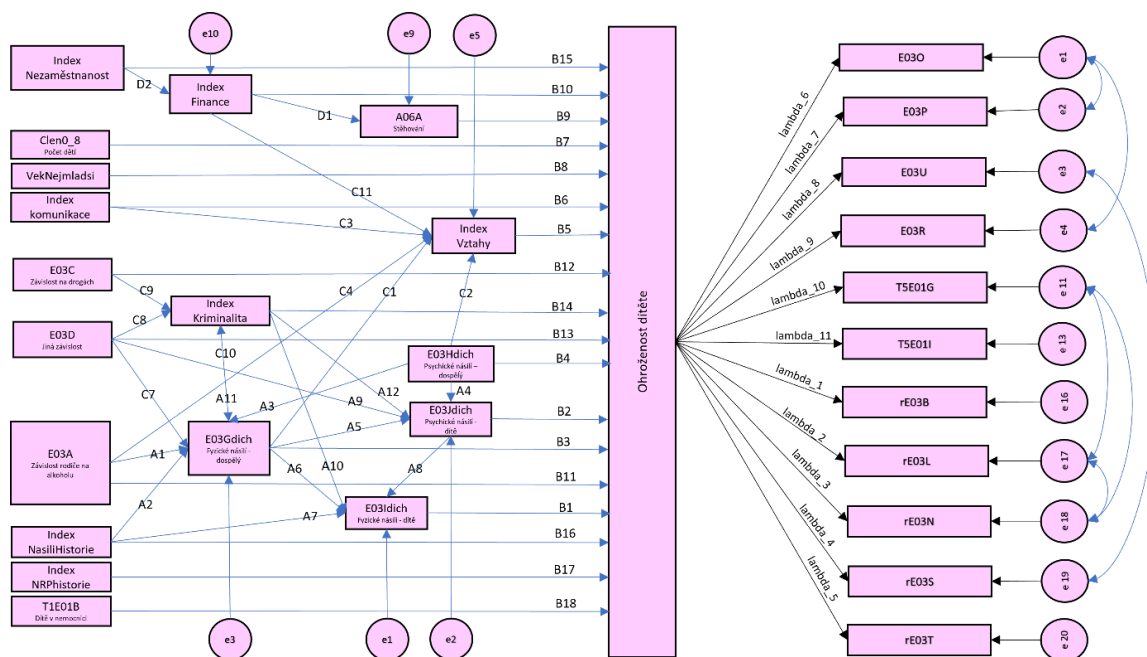 e10
e9
e5
Index
Nezaměstnanost
D2
Index
Finance
D1
A06A
Stěhování
B15
B10
B9
Clen0_8
Počet dětí
B7
VekNejmladsi
B8
Index
komunikace
C11
C3
B6
Index
Vztahy
B5
E03C
Závislost na drogách
C9
C4
C1
C2
B12
Index
Kriminalita
B14
E03D
Jiná závislost
C8
C10
B13
C7
E03Hdich
Psychické násilí –
dospělý
B4
A11
A3
A9
A12
A4
E03Jdich
Psychické násilí -
dítě
B2
E03A
Závislost rodiče na
alkoholu
A1
E03Gdich
Fyzické násilí -
dospělý
A5
B3
A2
A6
A10
A8
B11
E03Idich
Fyzické násilí - dítě
A7
B1
Index
NasiliHistorie
B16
Index
NRPhistorie
B17
T1E01B
Dítě v nemocnici
B18
e3
e1
e2
Ohroženost dítěte
lambda_6
lambda_7
lambda_8
lambda_9
lambda_10
lambda_11
lambda_1
lambda_2
lambda_3
lambda_4
lambda_5
E03O
e1
E03P
e2
E03U
e3
E03R
e4
T5E01G
e 11
T5E01I
e 13
rE03B
e 16
rE03L
e 17
rE03N
e 18
rE03S
e 19
rE03T
e 20